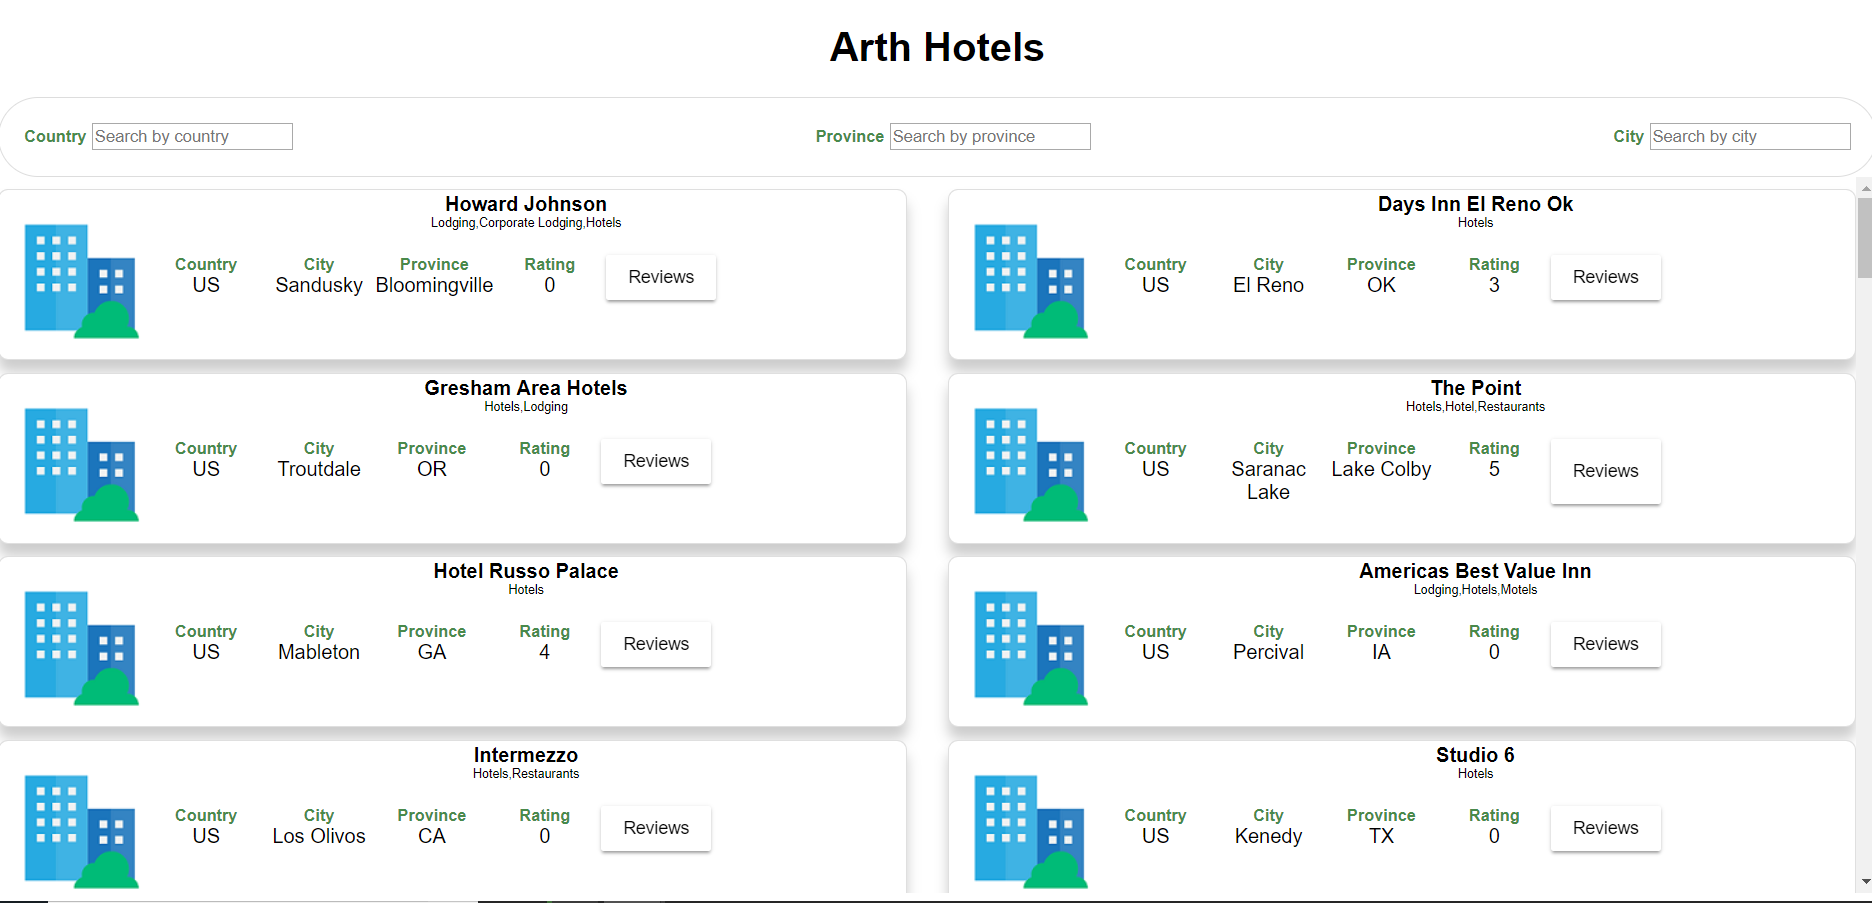 Arth Hotels
Country Search by country Province Search by province City Search by city
Howard Johnson
Lodging,Corporate Lodging,Hotels
Country City Province Rating
US Sandusky Bloomingville 0
Reviews
Days Inn El Reno Ok
Hotels
Country City Province Rating
US El Reno OK 3
Reviews
Gresham Area Hotels
Hotels,Lodging
Country City Province Rating
US Troutdale OR 0
Reviews
The Point
Hotels,Hotel,Restaurants
Country City Province Rating
US Saranac Lake Colby 5
Lake
Reviews
Hotel Russo Palace
Hotels
Country City Province Rating
US Mableton GA 4
Reviews
Americas Best Value Inn
Lodging,Hotels,Motels
Country City Province Rating
US Percival IA 0
Reviews
Intermezzo
Hotels,Restaurants
Country City Province Rating
US Los Olivos CA 0
Reviews
Studio 6
Hotels
Country City Province Rating
US Kenedy TX 0
Reviews